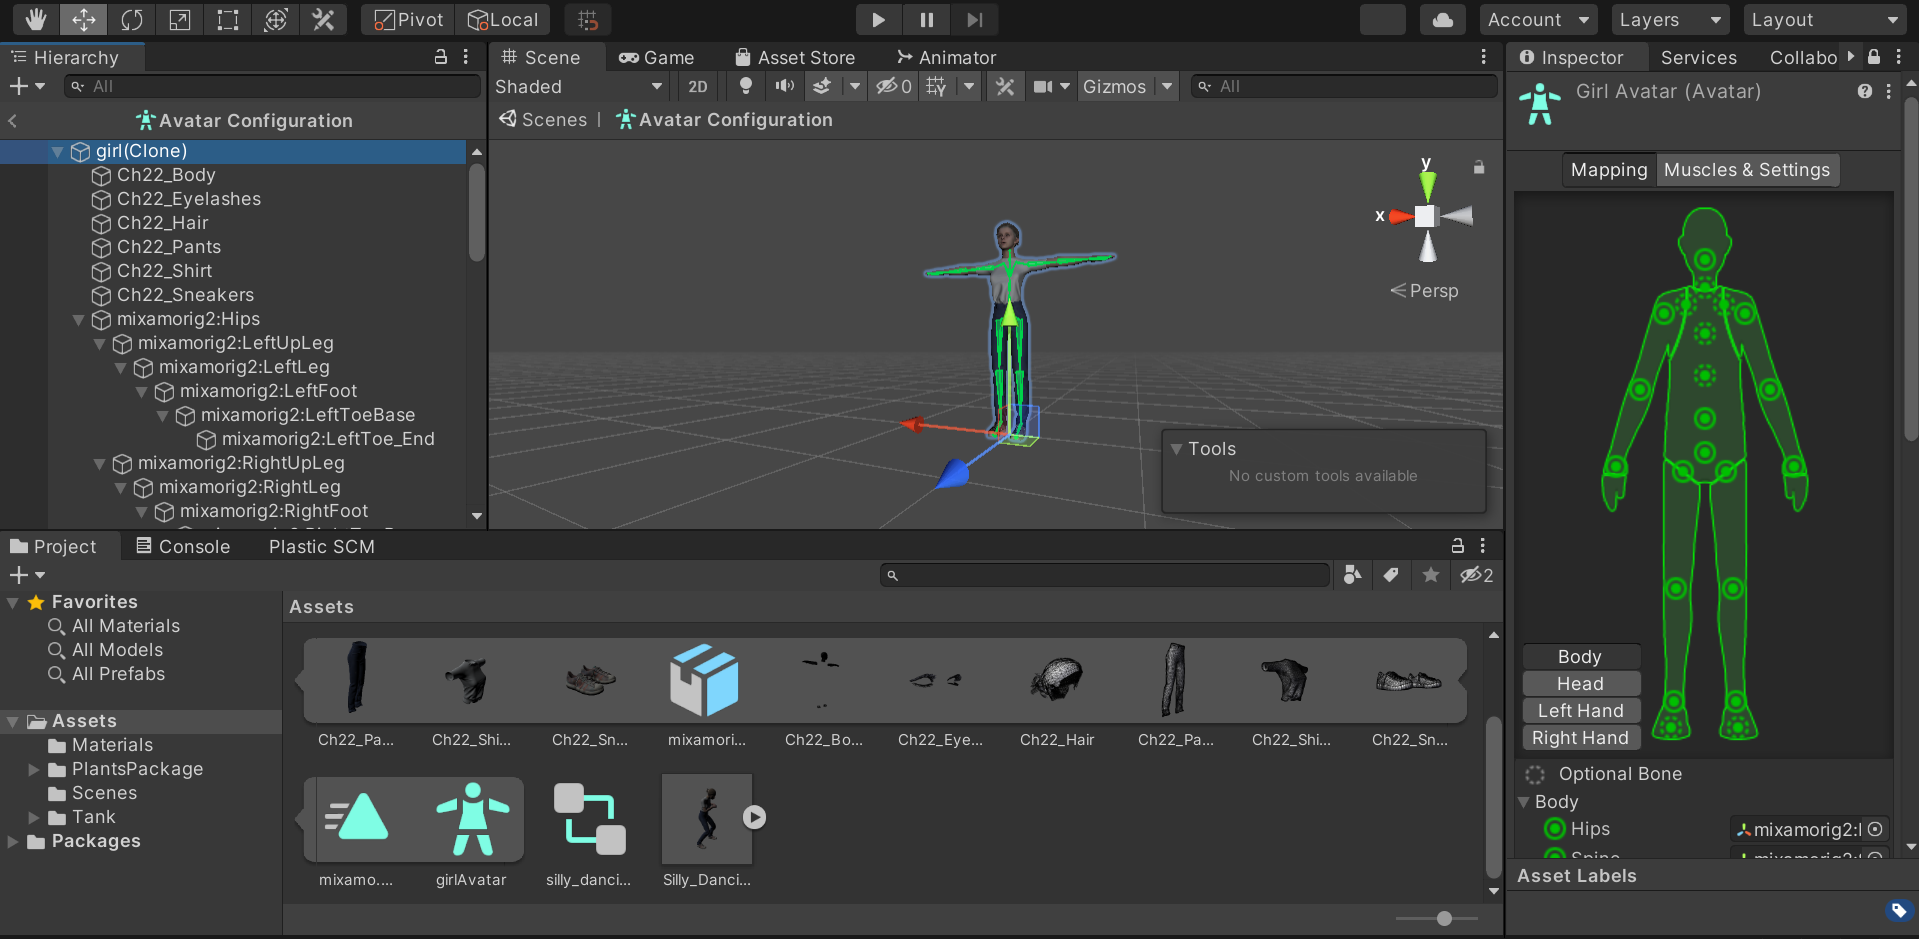 Pivot Local Account Layers Layout
Hierarchy
All
Avatar Configuration
girl(Clone)
Ch22_Body
Ch22_Eyelashes
Ch22_Hair
Ch22_Pants
Ch22_Shirt
Ch22_Sneakers
mixamorig2:Hips
mixamorig2:LeftUpLeg
mixamorig2:LeftLeg
mixamorig2:LeftFoot
mixamorig2:LeftToeBase
mixamorig2:LeftToe_End
mixamorig2:RightUpLeg
mixamorig2:RightLeg
mixamorig2:RightFoot
Scene Game Asset Store Animator
Shaded 2D 0 Gizmos All
Scenes | Avatar Configuration
y
x
Persp
Tools
No custom tools available
Inspector Services Collabo
Girl Avatar (Avatar)
Mapping Muscles & Settings
Body
Head
Left Hand
Right Hand
Optional Bone
Body
Hips mixamorig2:
Spine
Asset Labels
Project Console Plastic SCM
2
Favorites
All Materials
All Models
All Prefabs
Assets
Materials
PlantsPackage
Scenes
Tank
Packages
Assets
Ch22_Pa... Ch22_Shi... Ch22_Sn... mixamori... Ch22_Bo... Ch22_Eye... Ch22_Hair Ch22_Pa... Ch22_Shi... Ch22_Sn...
mixamo.... girlAvatar silly_danci... Silly_Danci...